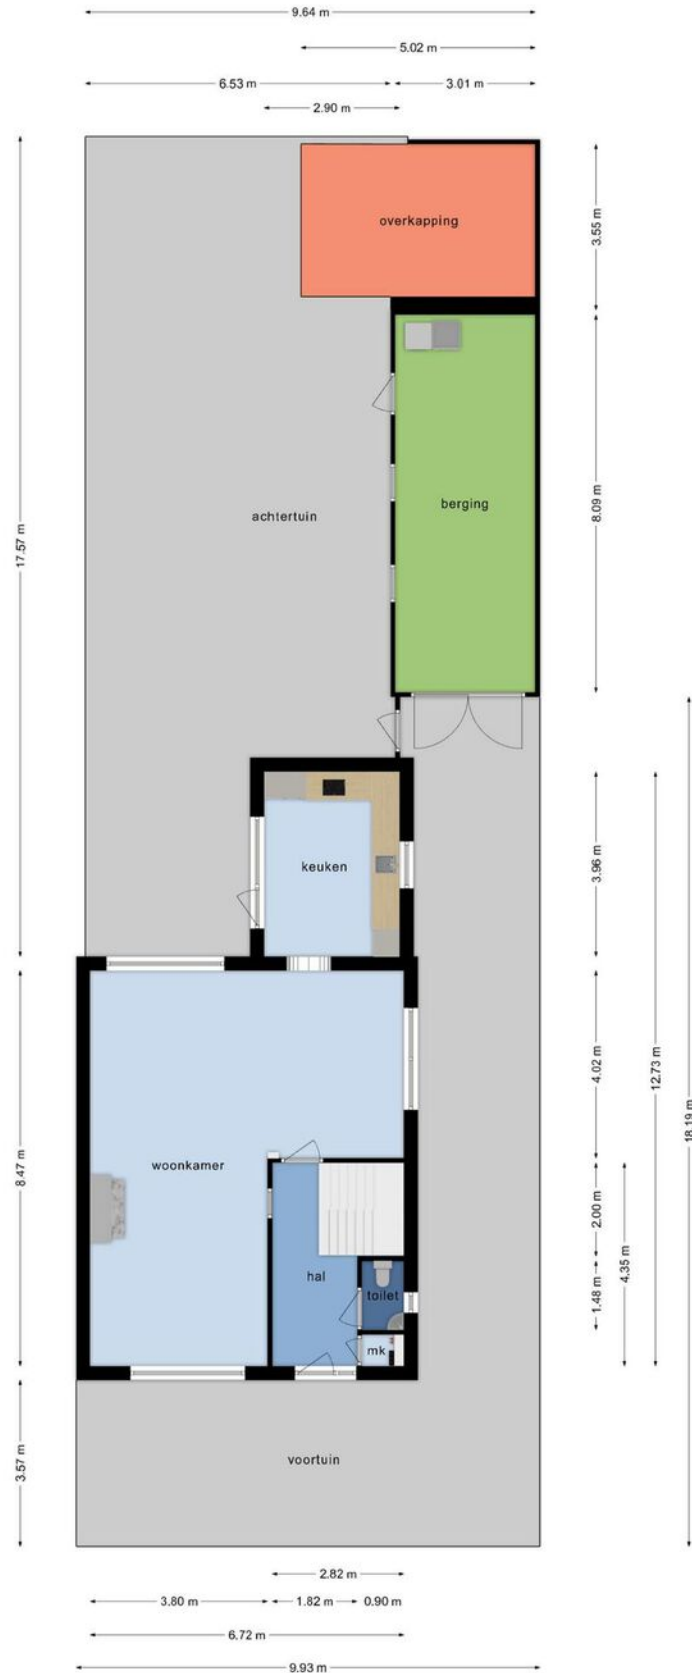 9.64 m
5.02 m
6.53 m
3.01 m
2.90 m
overkapping
3.55 m
berging
8.09 m
achtertuin
17.57 m
keuken
3.96 m
4.02 m
12.73 m
18.19 m
woonkamer
8.47 m
hal
toilet
mk
2.00 m
1.48 m
4.35 m
voortuin
3.57 m
2.82 m
3.80 m
1.82 m
0.90 m
6.72 m
9.93 m